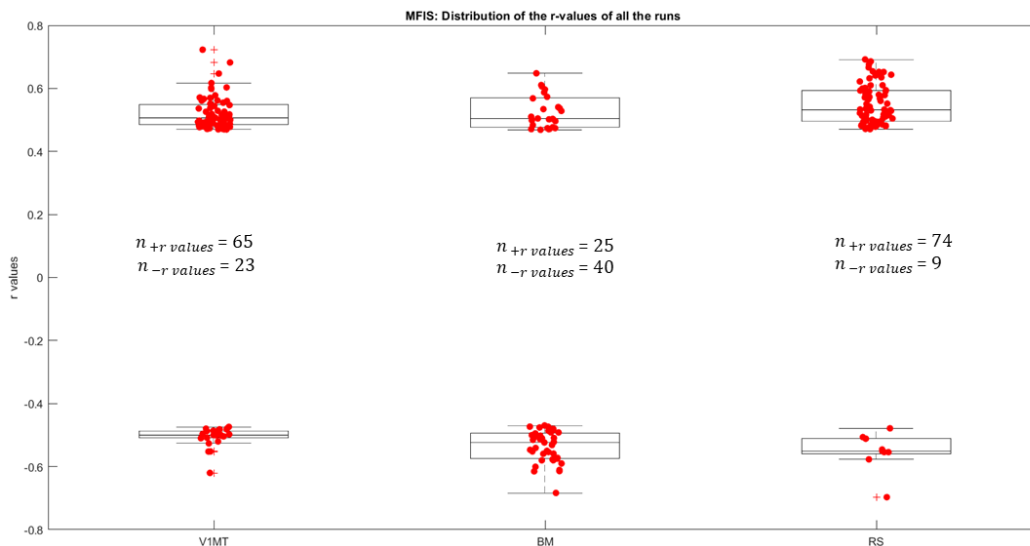 MFIS: Distribution of the r-values of all the runs
0.8
0.6
0.4
0.2
0
-0.2
-0.4
-0.6
-0.8
r values
n +r values = 65
n −r values = 23
n +r values = 25
n −r values = 40
n +r values = 74
n −r values = 9
V1MT
BM
RS